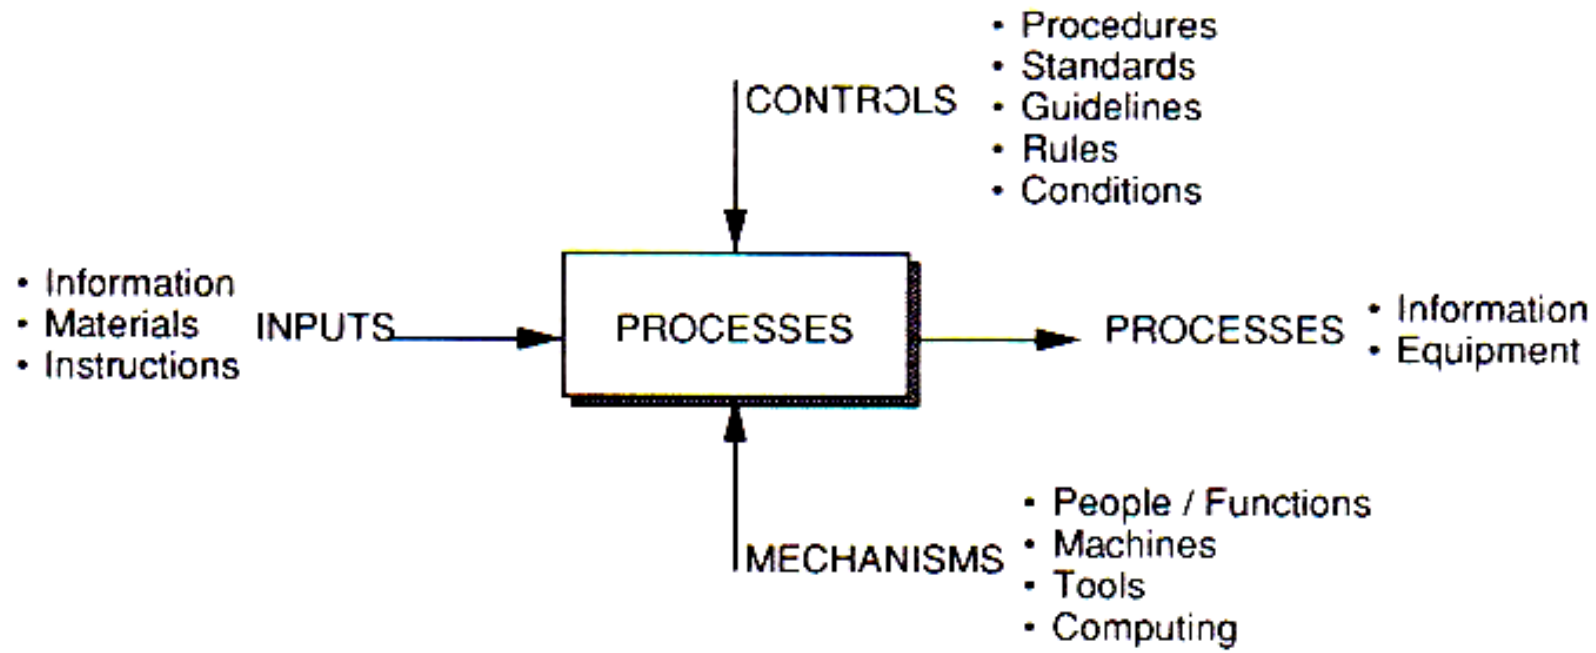 • Procedures
• Standards
CONTROLS
• Guidelines
• Rules
• Conditions
• Information
• Materials
• Instructions
INPUTS
PROCESSES
PROCESSES
• Information
• Equipment
MECHANISMS
• People / Functions
• Machines
• Tools
• Computing